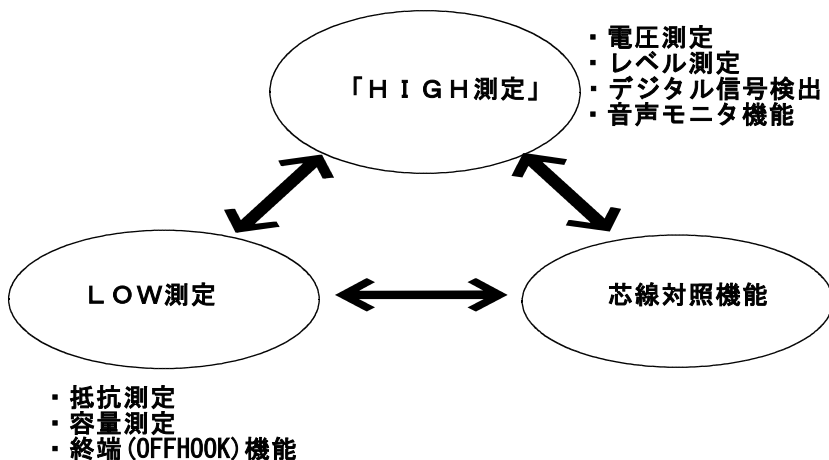 「ＨＩＧＨ測定」
・電圧測定
・レベル測定
・デジタル信号検出
・音声モニタ機能
ＬＯＷ測定
芯線対照機能
・抵抗測定
・容量測定
・終端(OFFHOOK)機能